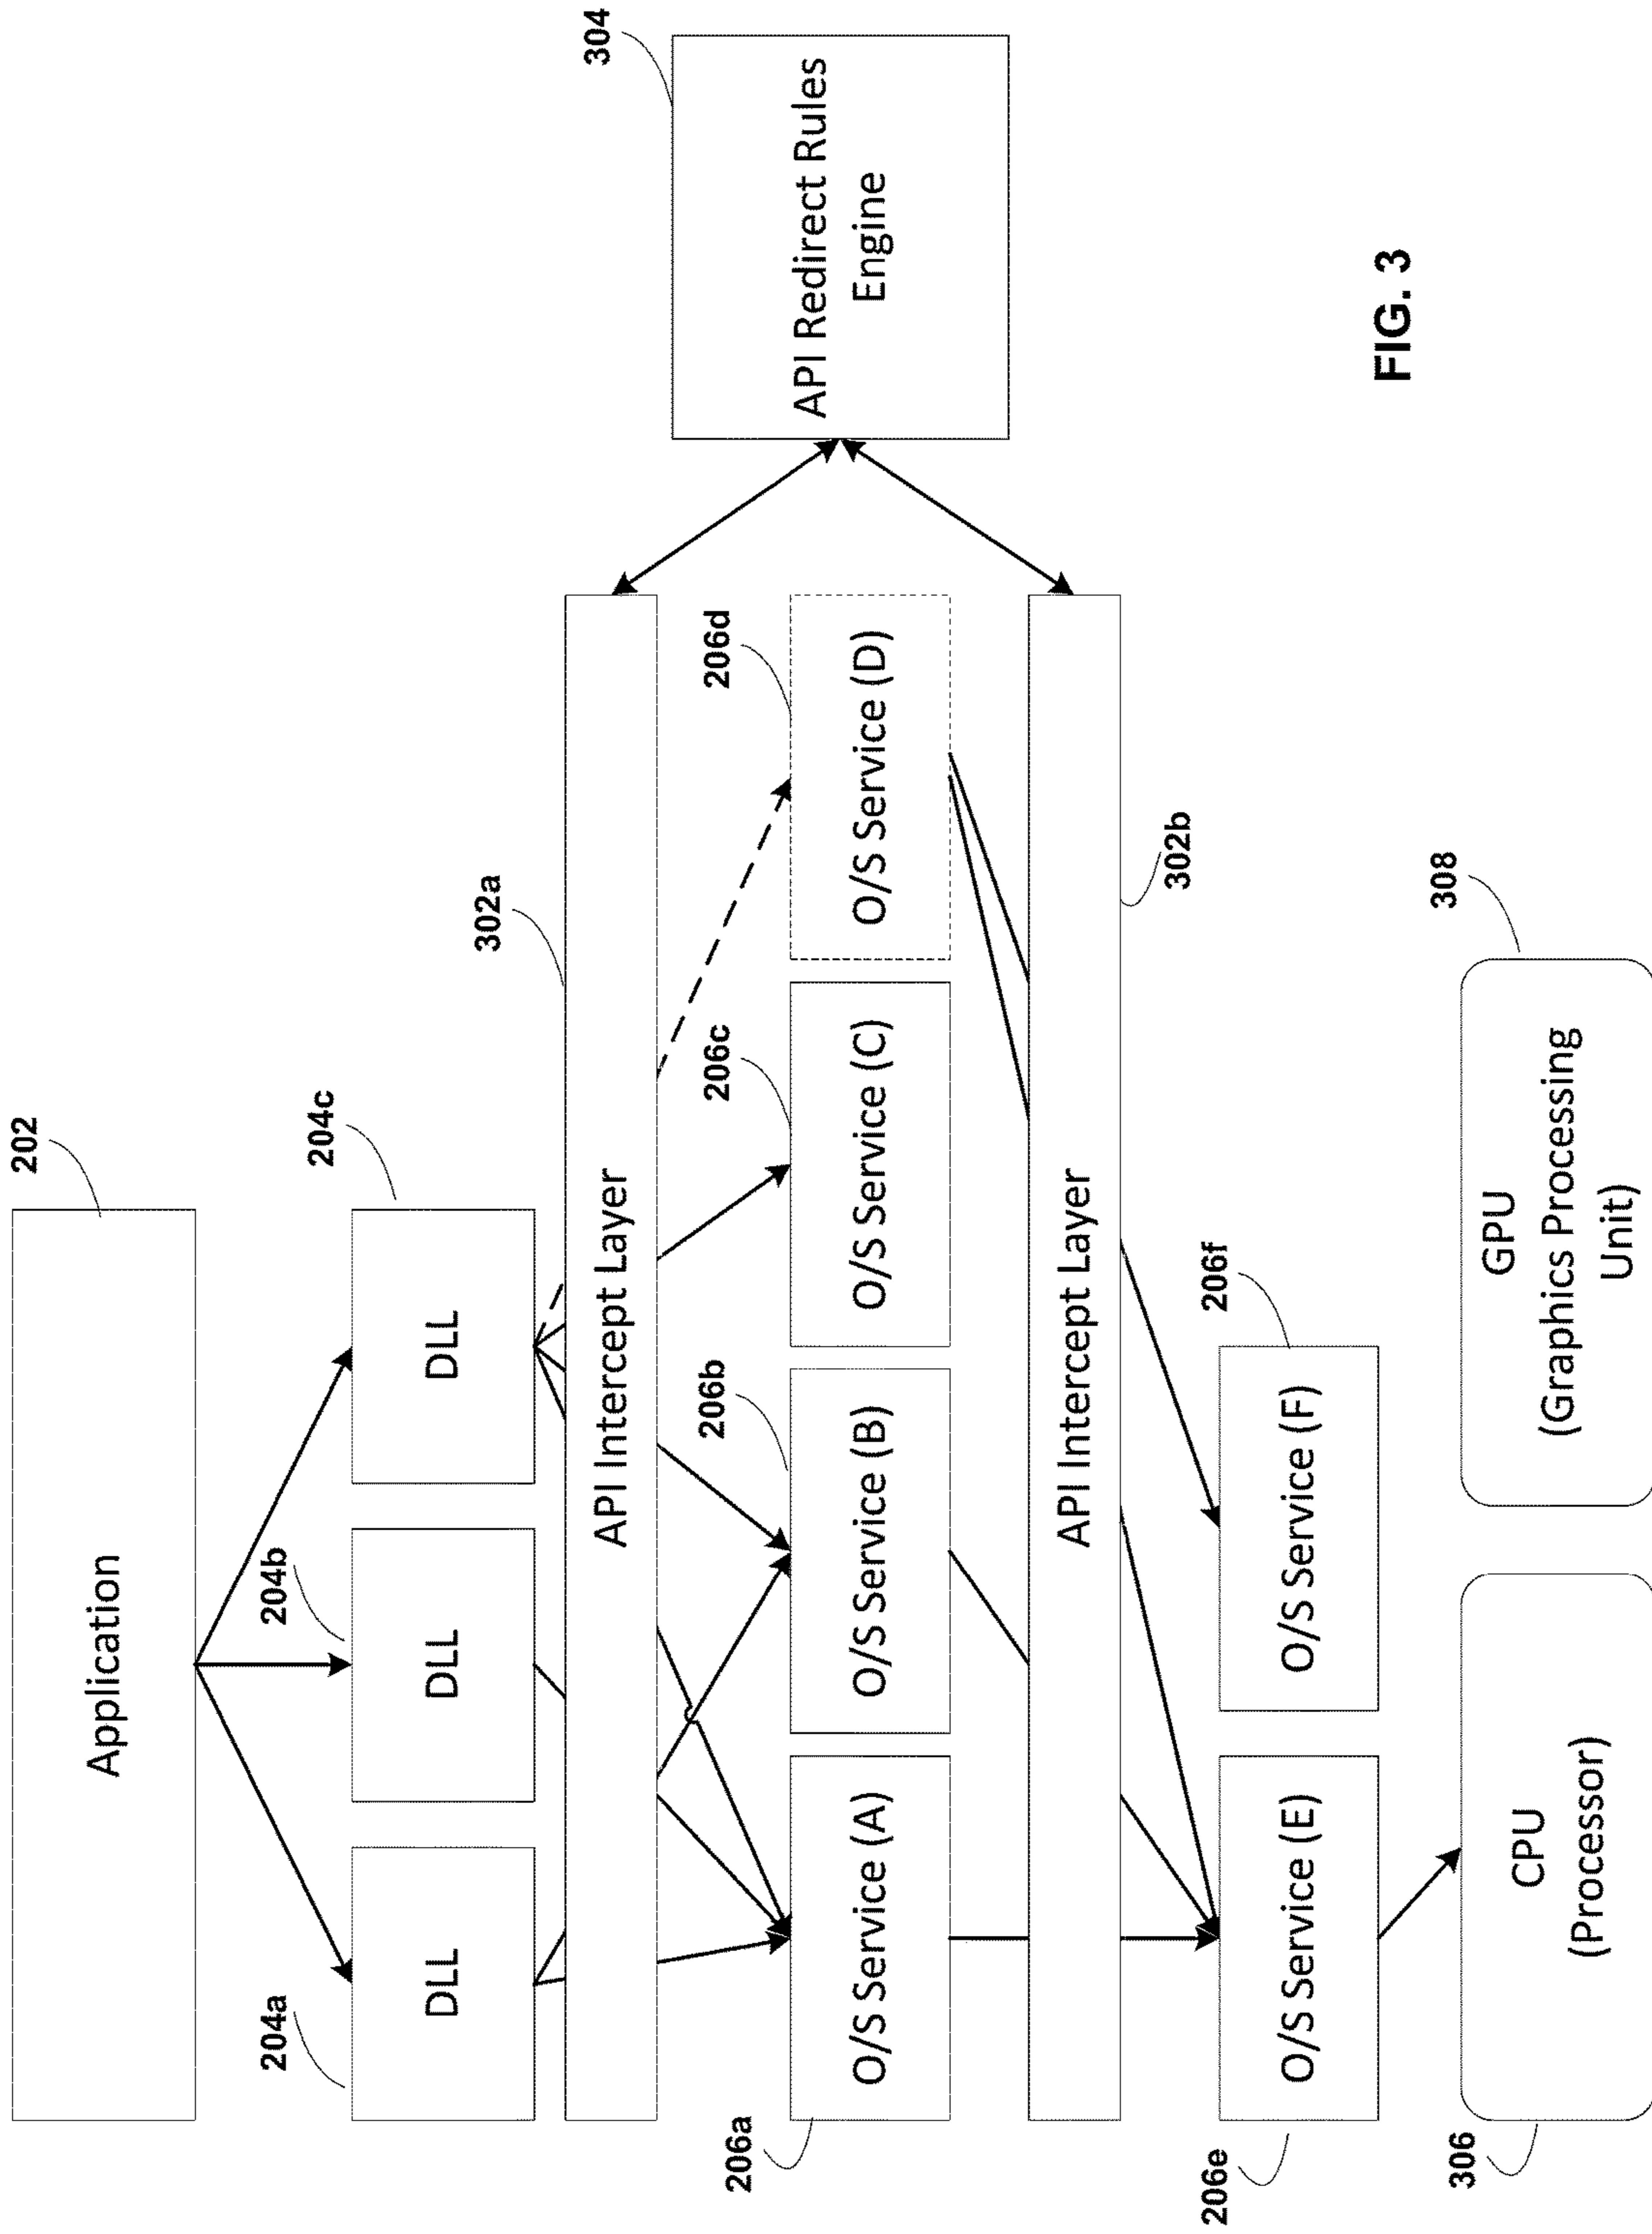 202
Application
204a
DLL
204b
DLL
204c
DLL
302a
API Intercept Layer
304
API Redirect Rules
Engine
206a
O/S Service (A)
206b
O/S Service (B)
206c
O/S Service (C)
206d
O/S Service (D)
API Intercept Layer
302b
206e
O/S Service (E)
206f
O/S Service (F)
306
CPU
(Processor)
308
GPU
(Graphics Processing
Unit)
FIG. 3